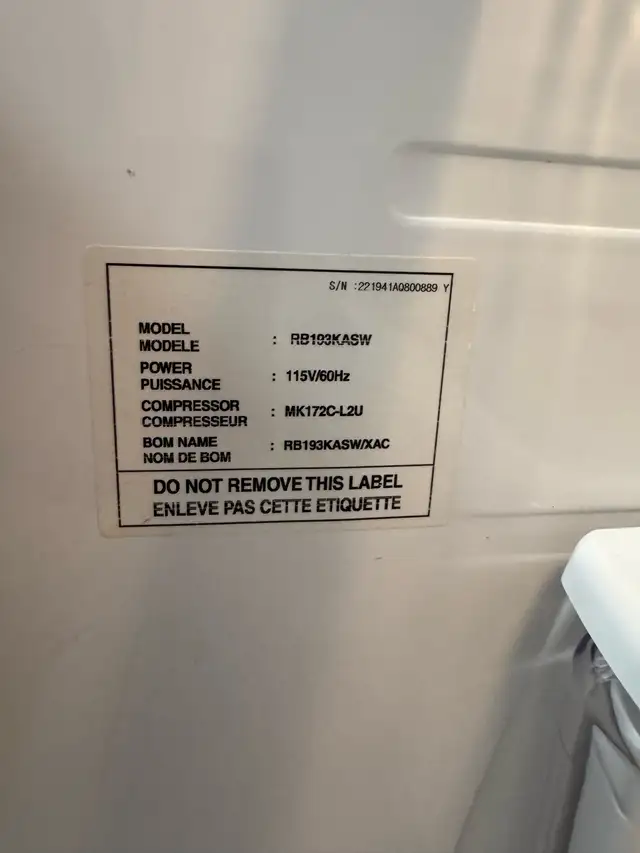 S/N :221941A0800889 Y
MODEL
MODELE : RB193KASW
POWER
PUISSANCE : 115V/60Hz
COMPRESSOR
COMPRESSEUR : MK172C-L2U
BOM NAME
NOM DE BOM : RB193KASW/XAC
DO NOT REMOVE THIS LABEL
ENLEVE PAS CETTE ETIQUETTE